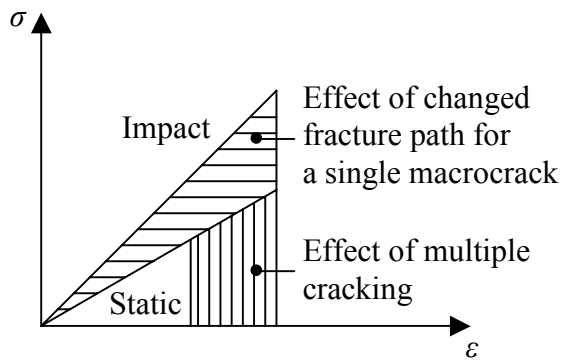 σ
Impact
Effect of changed
fracture path for
a single macrocrack
Effect of multiple
cracking
Static
ε